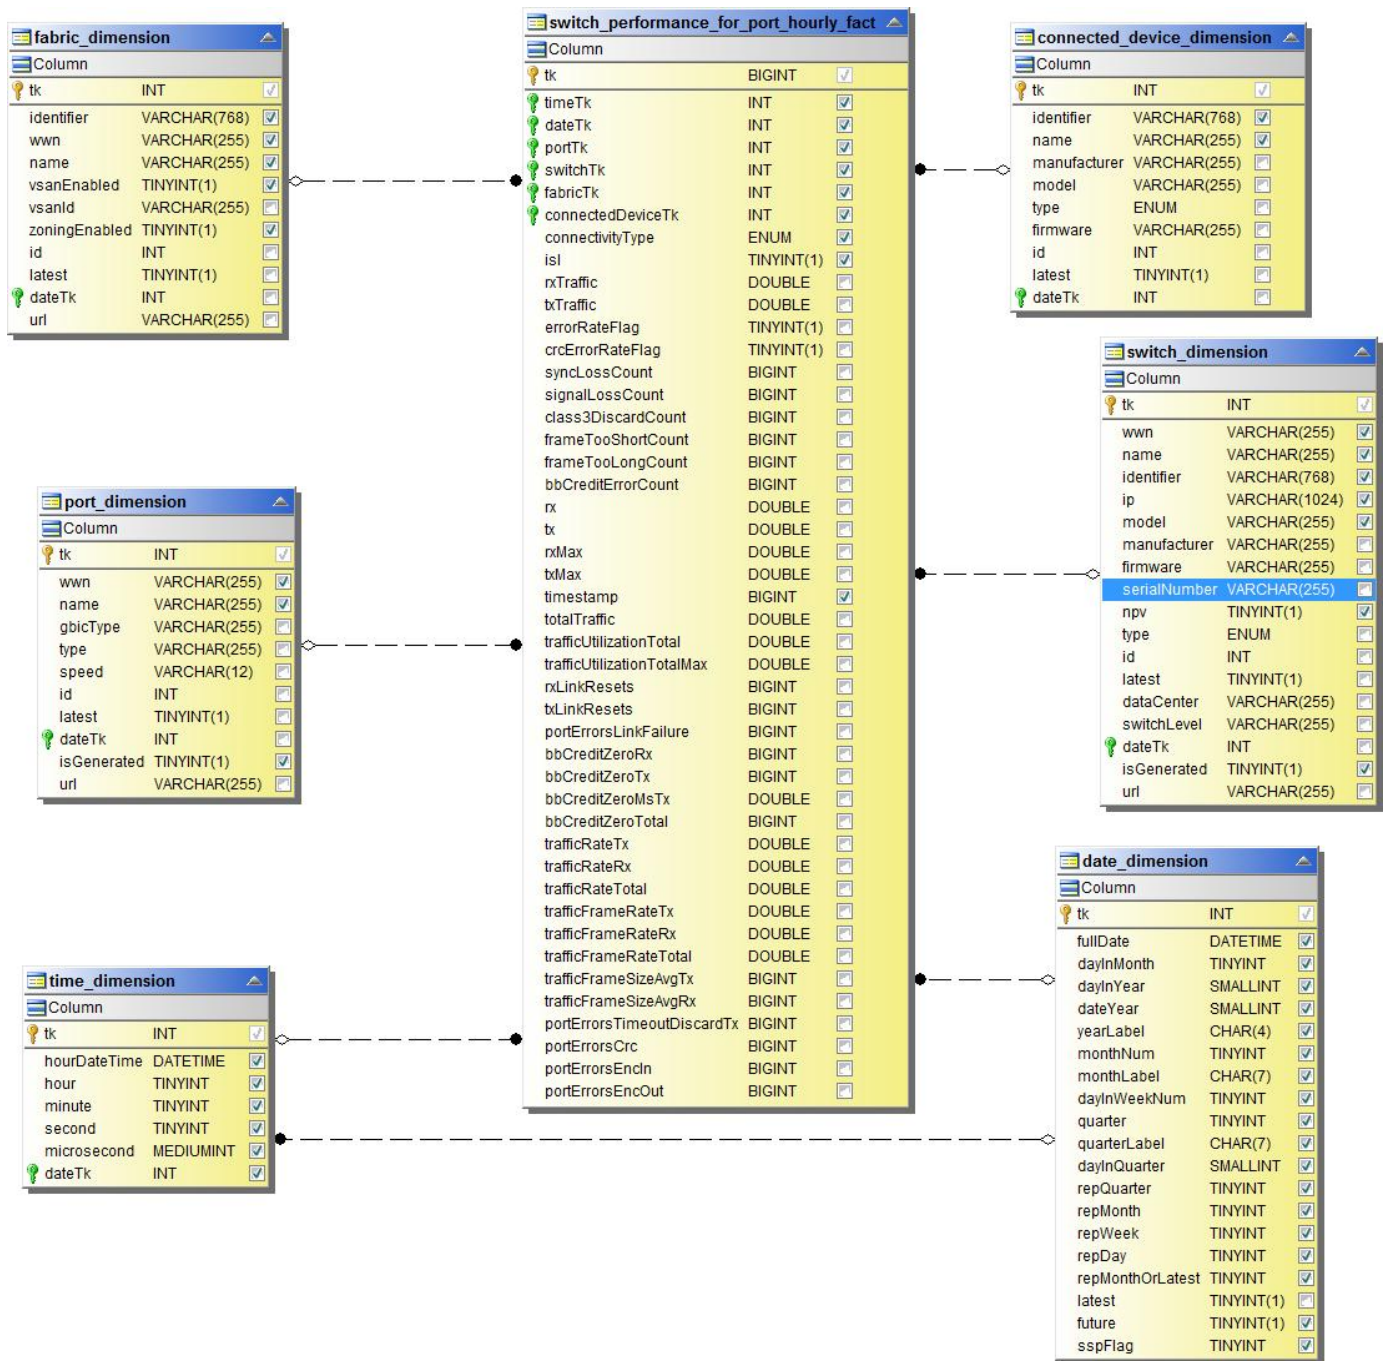 fabric_dimension
Column
tk INT
identifier VARCHAR(768)
wwn VARCHAR(255)
name VARCHAR(255)
vsanEnabled TINYINT(1)
vsanId VARCHAR(255)
zoningEnabled TINYINT(1)
id INT
latest TINYINT(1)
dateTk INT
url VARCHAR(255)
port_dimension
Column
tk INT
wwn VARCHAR(255)
name VARCHAR(255)
gbicType VARCHAR(255)
type VARCHAR(255)
speed VARCHAR(12)
id INT
latest TINYINT(1)
dateTk INT
isGenerated TINYINT(1)
url VARCHAR(255)
time_dimension
Column
tk INT
hourDateTime DATETIME
hour TINYINT
minute TINYINT
second TINYINT
microsecond MEDIUMINT
dateTk INT
switch_performance_for_port_hourly_fact
Column
tk BIGINT
timeTk INT
dateTk INT
portTk INT
switchTk INT
fabricTk INT
connectedDeviceTk INT
connectivityType ENUM
isl TINYINT(1)
rxTraffic DOUBLE
txTraffic DOUBLE
errorRateFlag TINYINT(1)
crcErrorRateFlag TINYINT(1)
syncLossCount BIGINT
signalLossCount BIGINT
class3DiscardCount BIGINT
frameTooShortCount BIGINT
frameTooLongCount BIGINT
bbCreditErrorCount BIGINT
rx DOUBLE
tx DOUBLE
rxMax DOUBLE
txMax DOUBLE
timestamp BIGINT
totalTraffic DOUBLE
trafficUtilizationTotal DOUBLE
trafficUtilizationTotalMax DOUBLE
rxLinkResets BIGINT
txLinkResets BIGINT
portErrorsLinkFailure BIGINT
bbCreditZeroRx BIGINT
bbCreditZeroTx BIGINT
bbCreditZeroMsTx DOUBLE
bbCreditZeroTotal BIGINT
trafficRateTx DOUBLE
trafficRateRx DOUBLE
trafficRateTotal DOUBLE
trafficFrameRateTx DOUBLE
trafficFrameRateRx DOUBLE
trafficFrameRateTotal DOUBLE
trafficFrameSizeAvgTx BIGINT
trafficFrameSizeAvgRx BIGINT
portErrorsTimeoutDiscardTx BIGINT
portErrorsCrc BIGINT
portErrorsEncIn BIGINT
portErrorsEncOut BIGINT
connected_device_dimension
Column
tk INT
identifier VARCHAR(768)
name VARCHAR(255)
manufacturer VARCHAR(255)
model VARCHAR(255)
type ENUM
firmware VARCHAR(255)
id INT
latest TINYINT(1)
dateTk INT
switch_dimension
Column
tk INT
wwn VARCHAR(255)
name VARCHAR(255)
identifier VARCHAR(768)
ip VARCHAR(1024)
model VARCHAR(255)
manufacturer VARCHAR(255)
firmware VARCHAR(255)
serialNumber VARCHAR(255)
npv TINYINT(1)
type ENUM
id INT
latest TINYINT(1)
dataCenter VARCHAR(255)
switchLevel VARCHAR(255)
dateTk INT
isGenerated TINYINT(1)
url VARCHAR(255)
date_dimension
Column
tk INT
fullDate DATETIME
dayInMonth TINYINT
dayInYear SMALLINT
dateYear SMALLINT
yearLabel CHAR(4)
monthNum TINYINT
monthLabel CHAR(7)
dayInWeekNum TINYINT
quarter TINYINT
quarterLabel CHAR(7)
dayInQuarter SMALLINT
repQuarter TINYINT
repMonth TINYINT
repWeek TINYINT
repDay TINYINT
repMonthOrLatest TINYINT
latest TINYINT(1)
future TINYINT(1)
sspFlag TINYINT